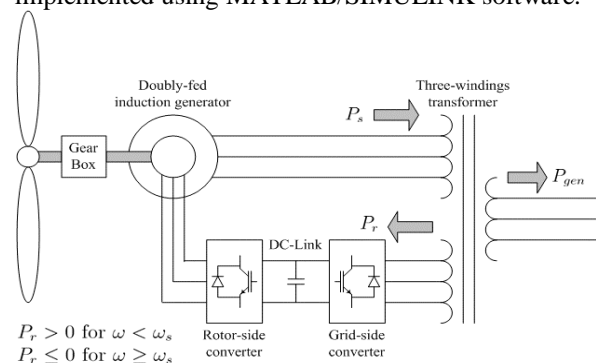 implemented using MATLAB/SIMULINK software.
Doubly-fed
induction generator
Three-windings
transformer
P_s
Gear
Box
P_gen
P_r
DC-Link
P_r > 0 for ω < ω_s
P_r ≤ 0 for ω ≥ ω_s
Rotor-side
converter
Grid-side
converter